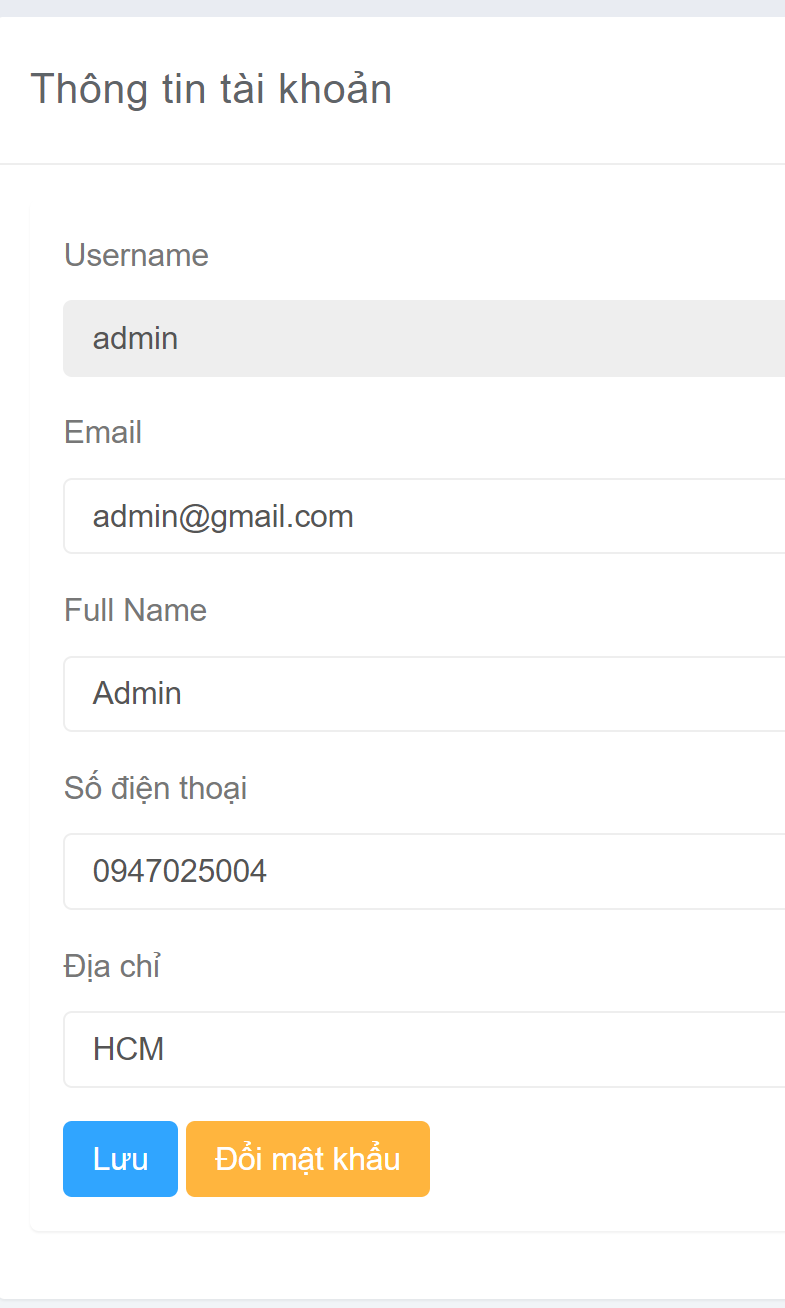 Thông tin tài khoản
Username
admin
Email
admin@gmail.com
Full Name
Admin
Số điện thoại
0947025004
Địa chỉ
HCM
Lưu Đổi mật khẩu